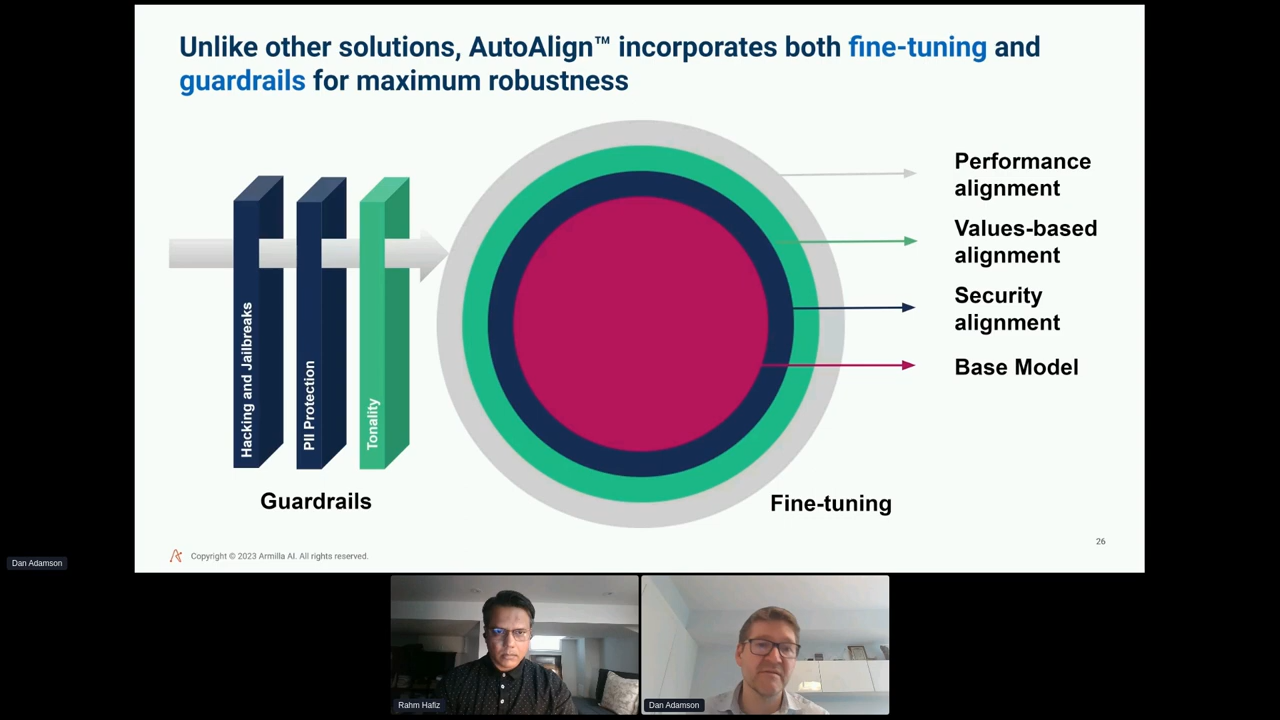 Unlike other solutions, AutoAlign™ incorporates both fine-tuning and
guardrails for maximum robustness
Hacking and Jailbreaks
PII Protection
Tonality
Guardrails
Performance
alignment
Values-based
alignment
Security
alignment
Base Model
Fine-tuning
26
Copyright © 2023 Armilla AI. All rights reserved.
Dan Adamson
Rahm Hafiz
Dan Adamson